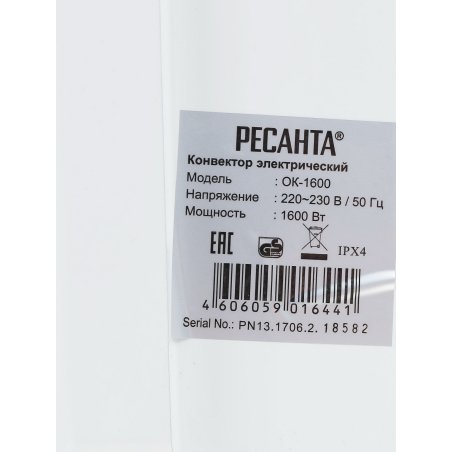 РЕСАНТА®
Конвектор электрический
Модель : ОК-1600
Напряжение : 220~230 В / 50 Гц
Мощность : 1600 Вт
EAC GS IPX4
4 606059 016441
Serial No.: PN13.1706.2. 18582